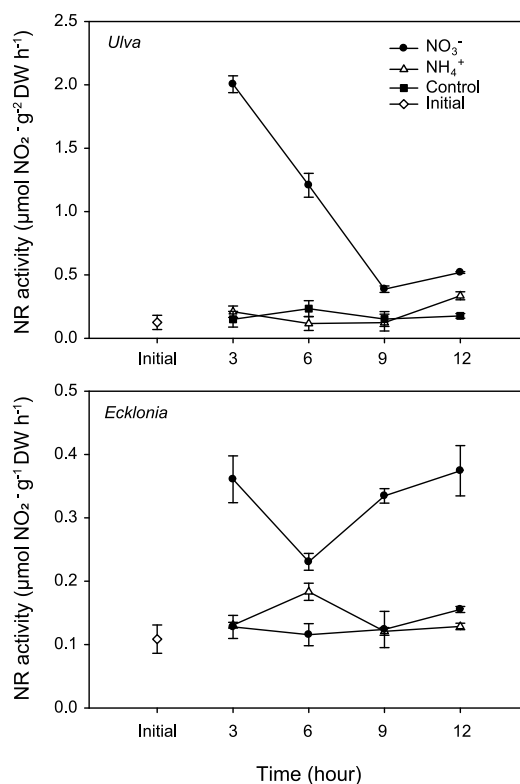 2.5
Ulva
NO₃⁻
NH₄⁺
Control
Initial
2.0
1.5
1.0
0.5
0.0
NR activity (μmol NO₂⁻ g⁻² DW h⁻¹)
Initial 3 6 9 12
0.5
Ecklonia
0.4
0.3
0.2
0.1
0.0
NR activity (μmol NO₂⁻ g⁻¹ DW h⁻¹)
Initial 3 6 9 12
Time (hour)